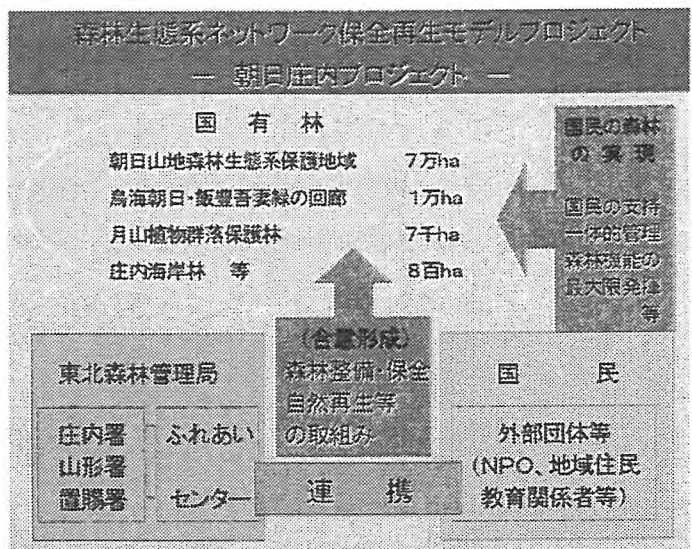 森林生態系ネットワーク保全再生モデルプロジェクト
― 朝日庄内プロジェクト ―
国有林
朝日山地森林生態系保護地域 7万ha
鳥海朝日・飯豊吾妻緑の回廊 1万ha
月山植物群落保護林 7千ha
庄内海岸林 等 8百ha
国民の森林
の実現
国民の支持
一体的管理
森林機能の
最大限発揮
等
(合意形成)
森林整備・保全
自然再生等
の取組み
東北森林管理局
庄内署
山形署
置賜署
ふれあい
センター
連携
国民
外部団体等
(NPO、地域住民
教育関係者等)